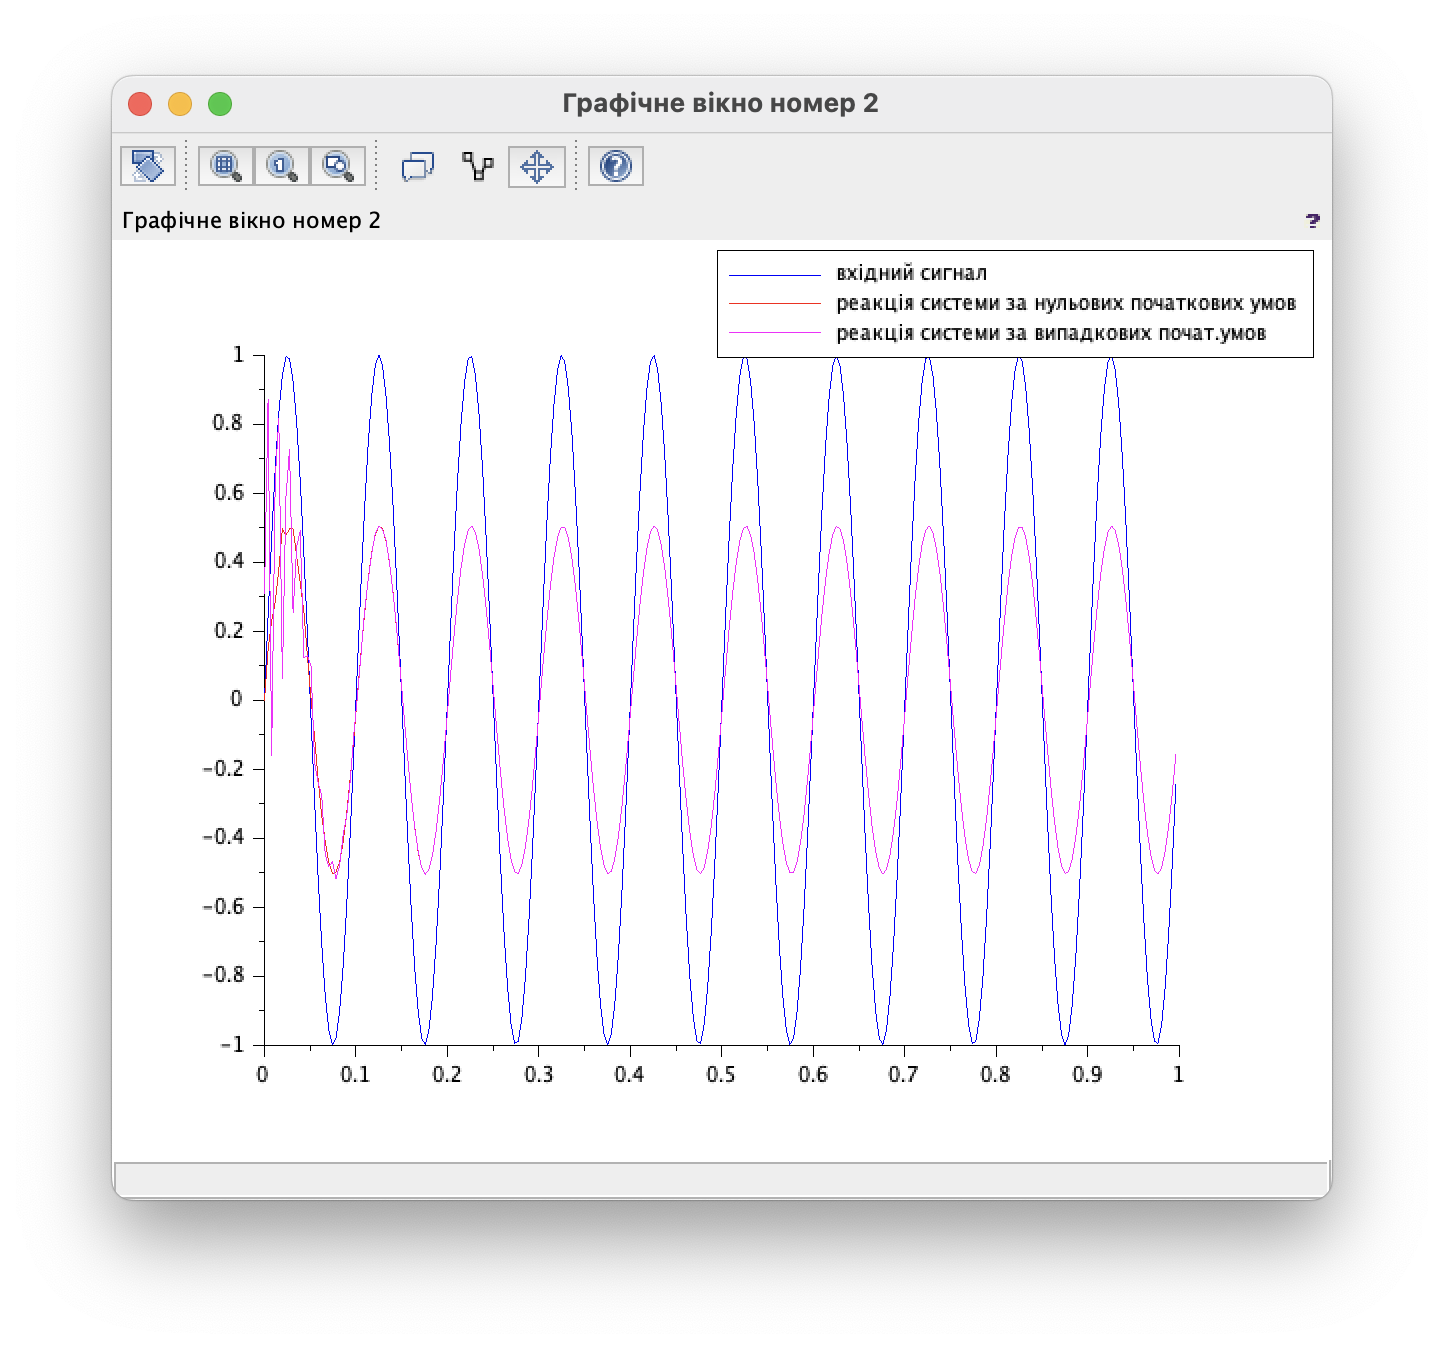 Графічне вікно номер 2
Графічне вікно номер 2
?
вхідний сигнал
реакція системи за нульових початкових умов
реакція системи за випадкових почат.умов
1
0.8
0.6
0.4
0.2
0
−0.2
−0.4
−0.6
−0.8
−1
0 0.1 0.2 0.3 0.4 0.5 0.6 0.7 0.8 0.9 1